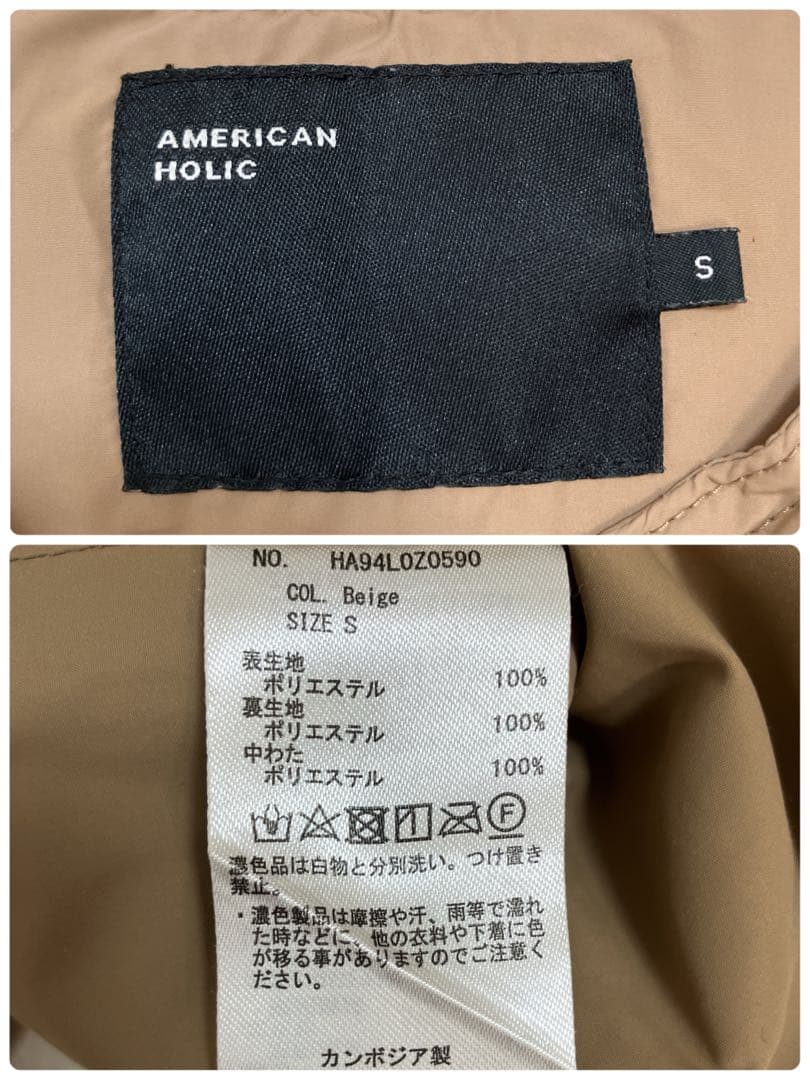 AMERICAN
HOLIC
S
NO. HA94L0Z0590
COL. Beige
SIZE S
表生地
ポリエステル 100%
裏生地
ポリエステル 100%
中わた
ポリエステル 100%
F
濃色品は白物と分別洗い。つけ置き
禁止。
・濃色製品は摩擦や汗、雨等で濡れ
た時などに、他の衣料や下着に色
が移る事がありますのでご注意く
ださい。
カンボジア製